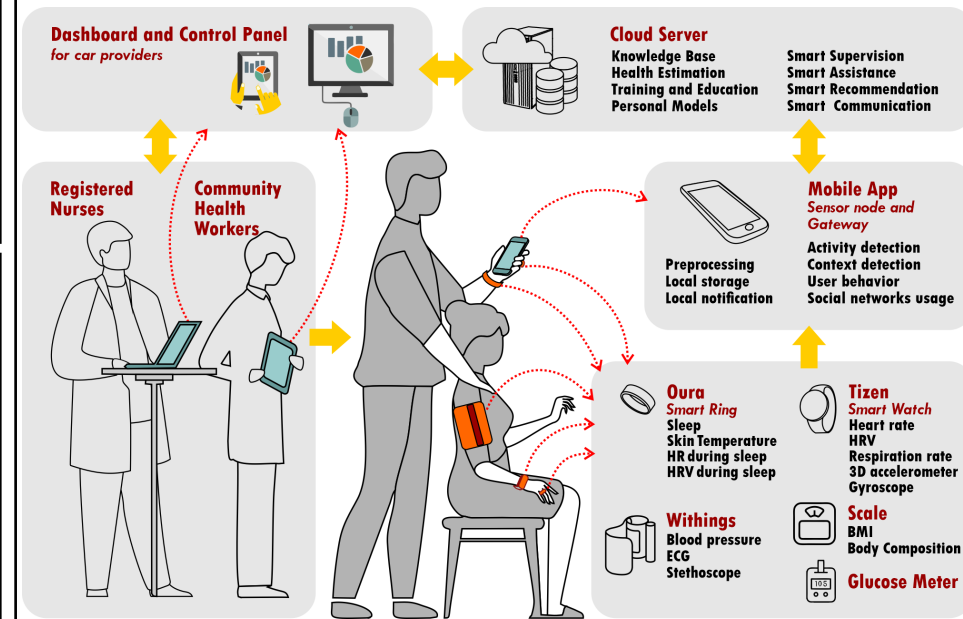 Dashboard and Control Panel
for car providers
Cloud Server
Knowledge Base
Health Estimation
Training and Education
Personal Models
Smart Supervision
Smart Assistance
Smart Recommendation
Smart Communication
Registered
Nurses
Community
Health
Workers
Mobile App
Sensor node and
Gateway
Preprocessing
Local storage
Local notification
Activity detection
Context detection
User behavior
Social networks usage
Oura
Smart Ring
Sleep
Skin Temperature
HR during sleep
HRV during sleep
Tizen
Smart Watch
Heart rate
HRV
Respiration rate
3D accelerometer
Gyroscope
Withings
Blood pressure
ECG
Stethoscope
Scale
BMI
Body Composition
105
Glucose Meter